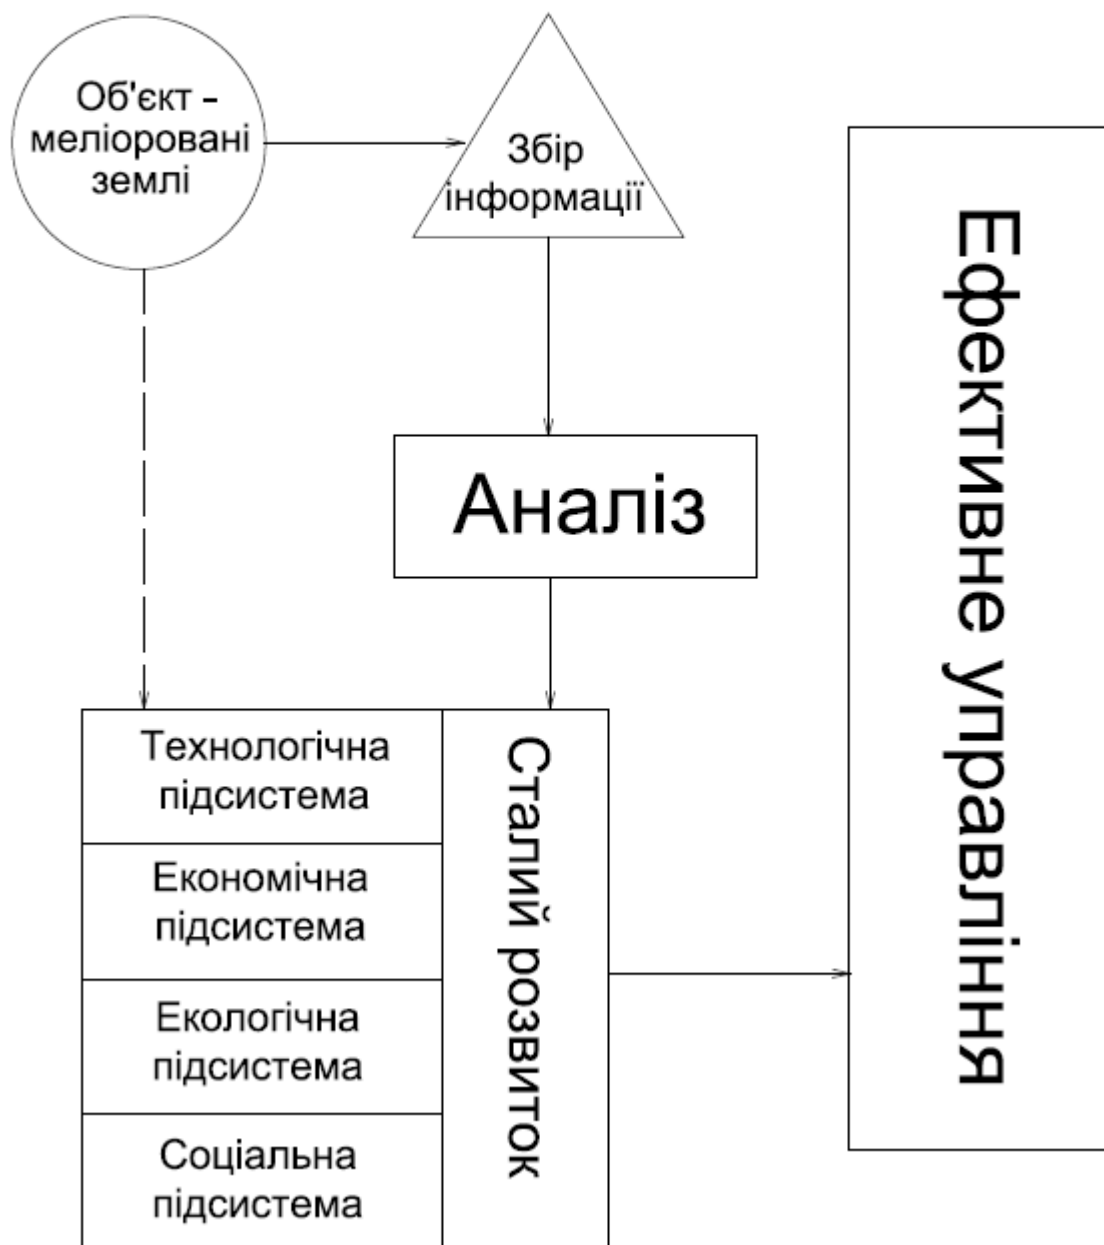 Об'єкт -
меліоровані
землі
Збір
інформації
Аналіз
Технологічна
підсистема
Економічна
підсистема
Екологічна
підсистема
Соціальна
підсистема
Сталий розвиток
Ефективне управління